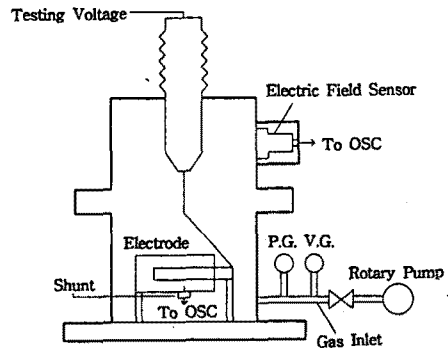 Testing Voltage
Electric Field Sensor
To OSC
Electrode
P.G. V.G.
Rotary Pump
Shunt
To OSC
Gas Inlet